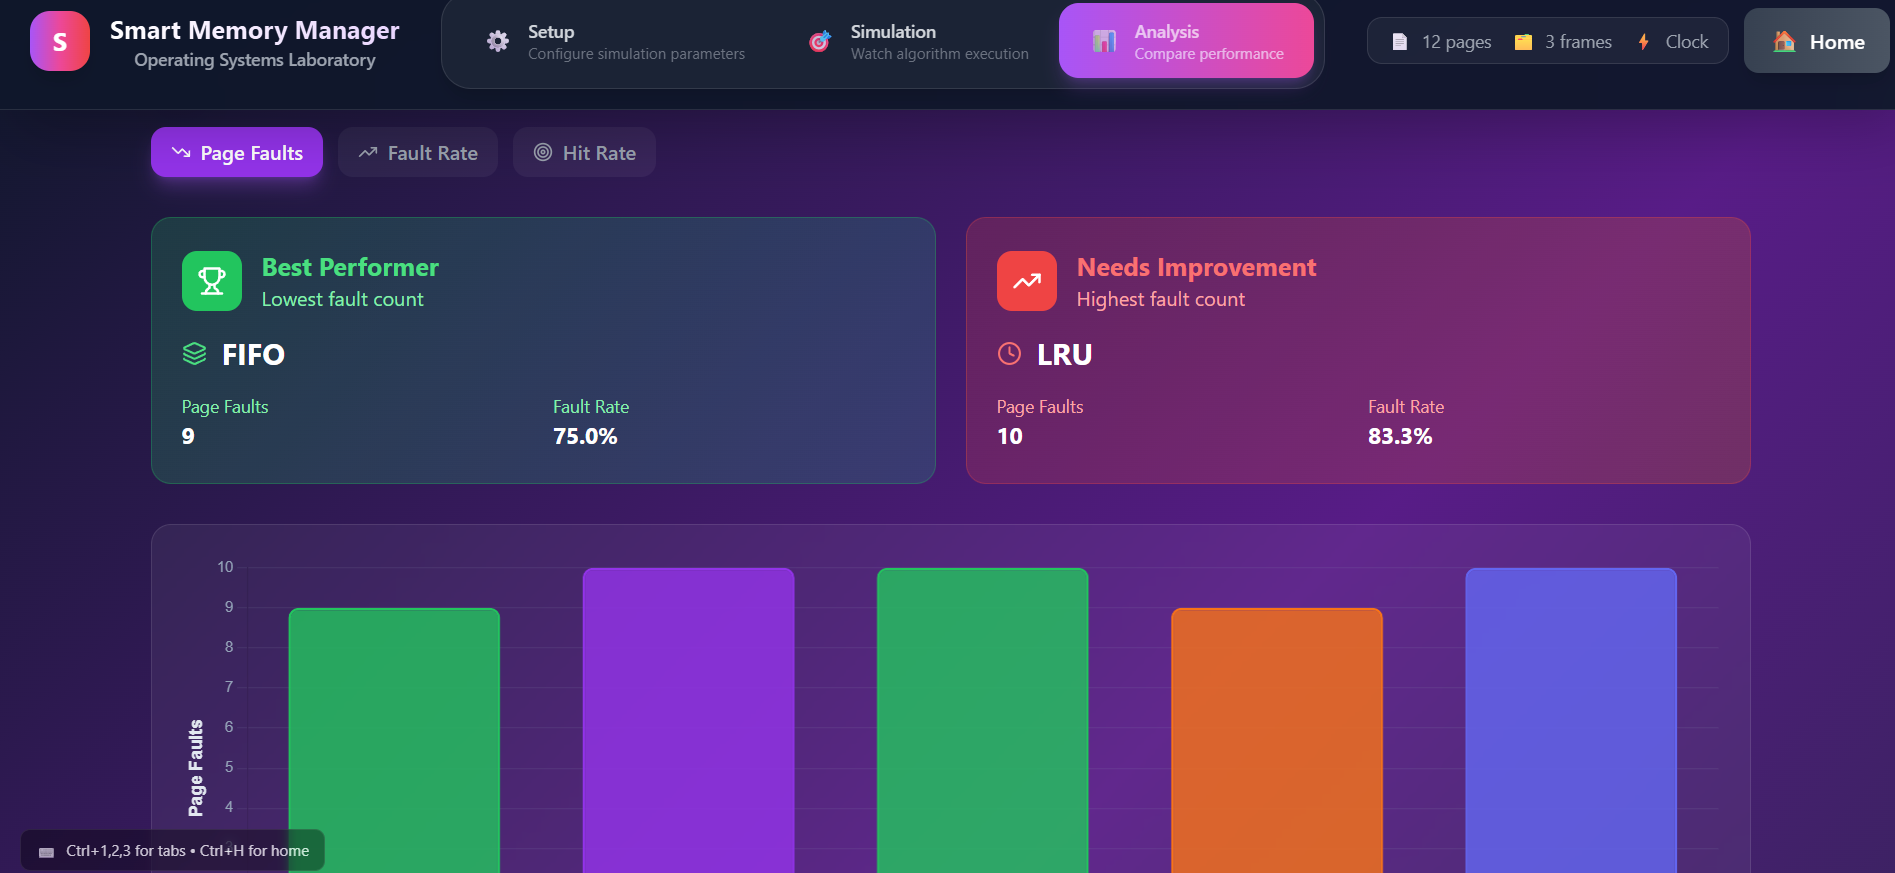 S
Smart Memory Manager
Operating Systems Laboratory
Setup
Configure simulation parameters
Simulation
Watch algorithm execution
Analysis
Compare performance
12 pages
3 frames
Clock
Home
Page Faults
Fault Rate
Hit Rate
Best Performer
Lowest fault count
FIFO
Page Faults
9
Fault Rate
75.0%
Needs Improvement
Highest fault count
LRU
Page Faults
10
Fault Rate
83.3%
10
9
8
7
6
5
4
Page Faults
Ctrl+1,2,3 for tabs • Ctrl+H for home